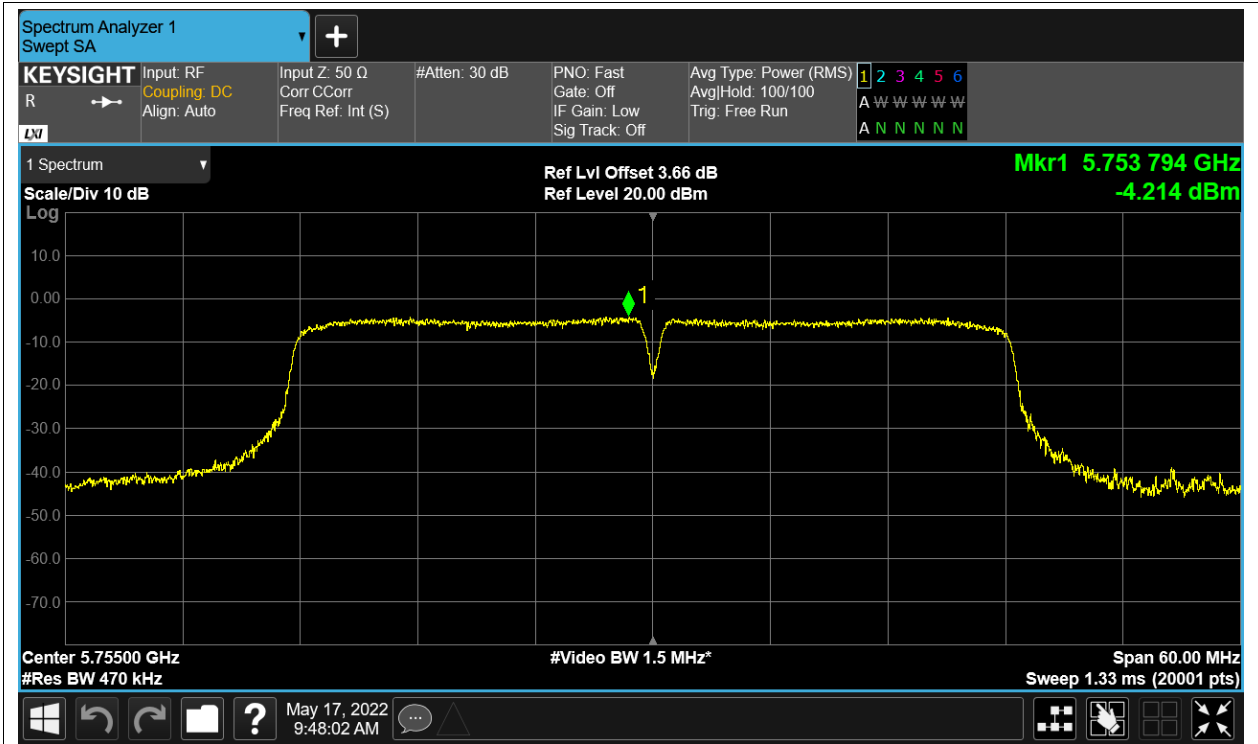 Spectrum Analyzer 1
Swept SA
KEYSIGHT
R
LXI
Input: RF
Coupling: DC
Align: Auto
Input Z: 50 Ω
Corr CCorr
Freq Ref: Int (S)
#Atten: 30 dB
PNO: Fast
Gate: Off
IF Gain: Low
Sig Track: Off
Avg Type: Power (RMS)
Avg|Hold: 100/100
Trig: Free Run
1 2 3 4 5 6
A W W W W W
A N N N N N
1 Spectrum
Scale/Div 10 dB
Log
Ref Lvl Offset 3.66 dB
Ref Level 20.00 dBm
Mkr1 5.753 794 GHz
-4.214 dBm
10.0
0.00
1
-10.0
-20.0
-30.0
-40.0
-50.0
-60.0
-70.0
Center 5.75500 GHz
#Res BW 470 kHz
#Video BW 1.5 MHz*
Span 60.00 MHz
Sweep 1.33 ms (20001 pts)
?
May 17, 2022
9:48:02 AM